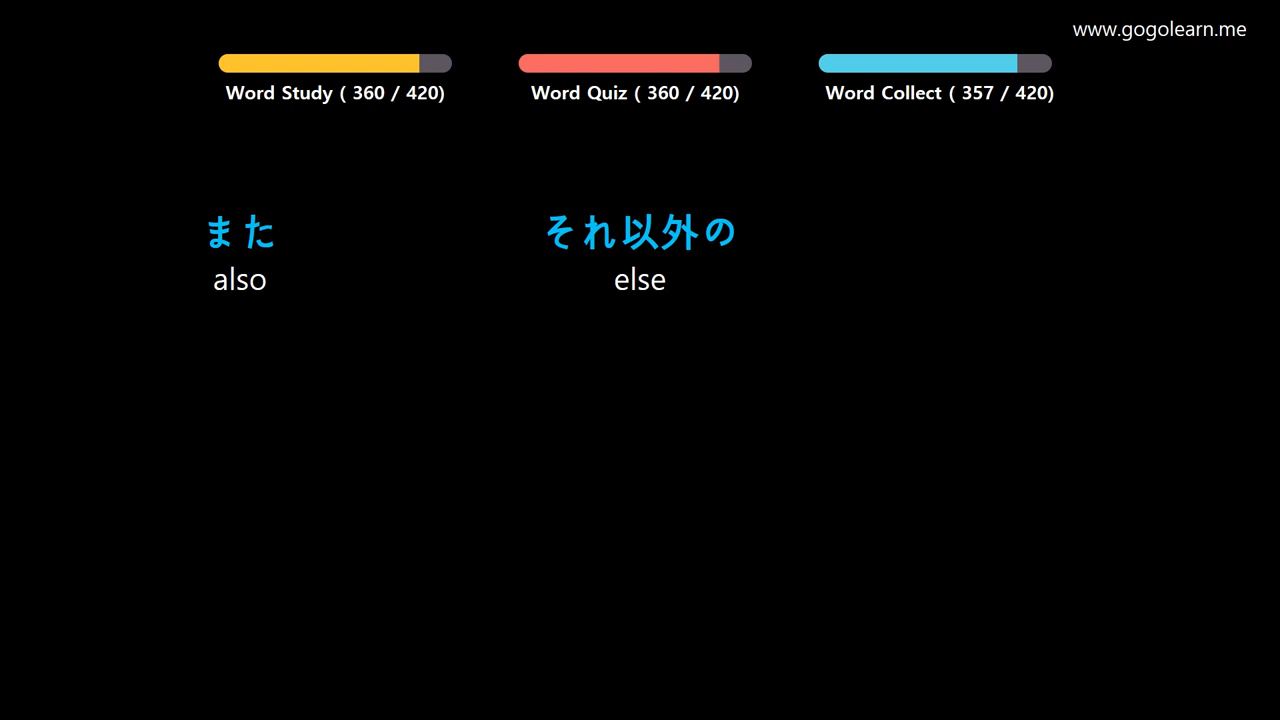 www.gogolearn.me
Word Study ( 360 / 420)
Word Quiz ( 360 / 420)
Word Collect ( 357 / 420)
また
also
それ以外の
else